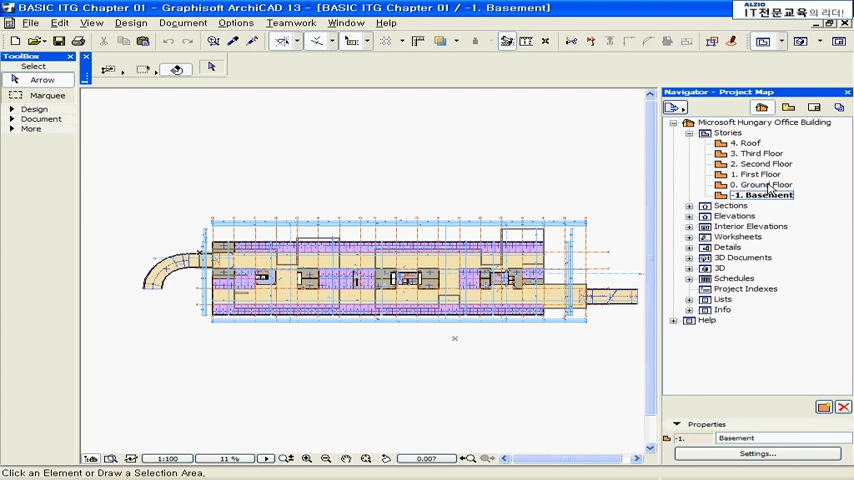 BASIC ITG Chapter 01 - Graphisoft ArchiCAD 13 - [BASIC ITG Chapter 01 / -1. Basement]
ALZIO
IT전문교육의 리더!
File Edit View Design Document Options Teamwork Window Help
ToolBox
Select
Arrow
Marquee
Design
Document
More
Navigator - Project Map
Microsoft Hungary Office Building
Stories
4. Roof
3. Third Floor
2. Second Floor
1. First Floor
0. Ground Floor
-1. Basement
Sections
Elevations
Interior Elevations
Worksheets
Details
3D Documents
3D
Schedules
Project Indexes
Lists
Info
Help
Properties
-1. Basement
Settings...
1:100 11 % 0.00?
Click an Element or Draw a Selection Area.